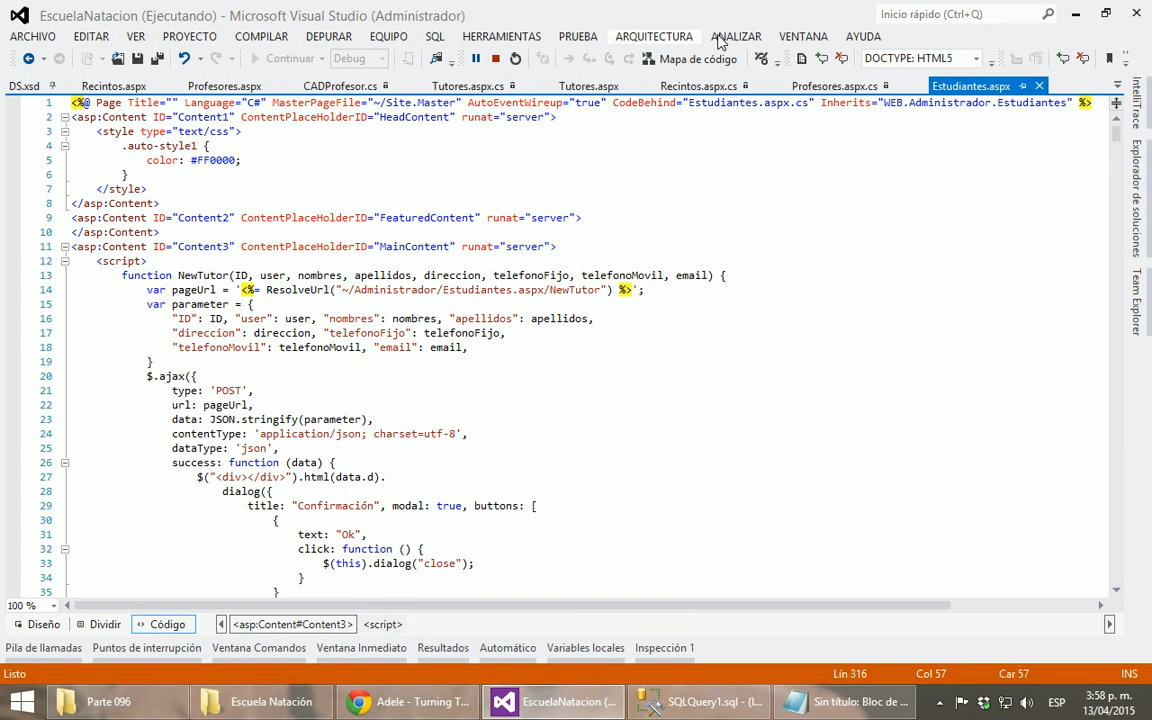 EscuelaNatacion (Ejecutando) - Microsoft Visual Studio (Administrador)
Inicio rápido (Ctrl+Q)
ARCHIVO EDITAR VER PROYECTO COMPILAR DEPURAR EQUIPO SQL HERRAMIENTAS PRUEBA ARQUITECTURA ANALIZAR VENTANA AYUDA
Continuar Debug Mapa de código DOCTYPE: HTML5
DS.xsd Recintos.aspx Profesores.aspx CADProfesor.cs Tutores.aspx.cs Tutores.aspx Recintos.aspx.cs Profesores.aspx.cs Estudiantes.aspx
1 <%@ Page Title="" Language="C#" MasterPageFile="~/Site.Master" AutoEventWireup="true" CodeBehind="Estudiantes.aspx.cs" Inherits="WEB.Administrador.Estudiantes" %>
2 <asp:Content ID="Content1" ContentPlaceHolderID="HeadContent" runat="server">
3 <style type="text/css">
4 .auto-style1 {
5 color: #FF0000;
6 }
7 </style>
8 </asp:Content>
9 <asp:Content ID="Content2" ContentPlaceHolderID="FeaturedContent" runat="server">
10 </asp:Content>
11 <asp:Content ID="Content3" ContentPlaceHolderID="MainContent" runat="server">
12 <script>
13 function NewTutor(ID, user, nombres, apellidos, direccion, telefonoFijo, telefonoMovil, email) {
14 var pageUrl = '<%= ResolveUrl("~/Administrador/Estudiantes.aspx/NewTutor") %>';
15 var parameter = {
16 "ID": ID, "user": user, "nombres": nombres, "apellidos": apellidos,
17 "direccion": direccion, "telefonoFijo": telefonoFijo,
18 "telefonoMovil": telefonoMovil, "email": email,
19 }
20 $.ajax({
21 type: 'POST',
22 url: pageUrl,
23 data: JSON.stringify(parameter),
24 contentType: 'application/json; charset=utf-8',
25 dataType: 'json',
26 success: function (data) {
27 $("<div></div>").html(data.d).
28 dialog({
29 title: "Confirmación", modal: true, buttons: [
30 {
31 text: "Ok",
32 click: function () {
33 $(this).dialog("close");
34 }
35 }
IntelliTrace
Explorador de soluciones
Team Explorer
100 %
Diseño Dividir Código <asp:Content#Content3> <script>
Pila de llamadas Puntos de interrupción Ventana Comandos Ventana Inmediato Resultados Automático Variables locales Inspección 1
Listo Lín 316 Col 57 Car 57 INS
Parte 096 Escuela Natación Adele - Turning T... EscuelaNatacion (... SQLQuery1.sql - (l... Sin título: Bloc de ... ESP 3:58 p. m.
13/04/2015